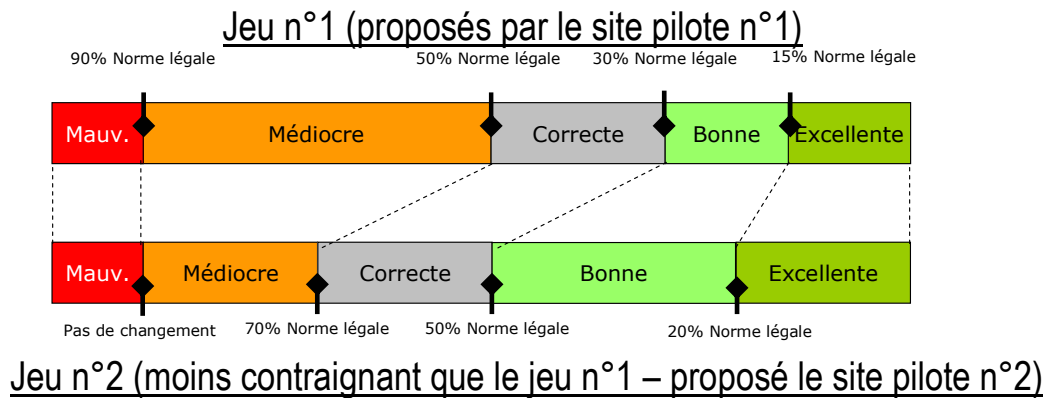 Jeu n°1 (proposés par le site pilote n°1)
90% Norme légale 50% Norme légale 30% Norme légale 15% Norme légale
Mauv. Médiocre Correcte Bonne Excellente
Mauv. Médiocre Correcte Bonne Excellente
Pas de changement 70% Norme légale 50% Norme légale 20% Norme légale
Jeu n°2 (moins contraignant que le jeu n°1 – proposé le site pilote n°2)